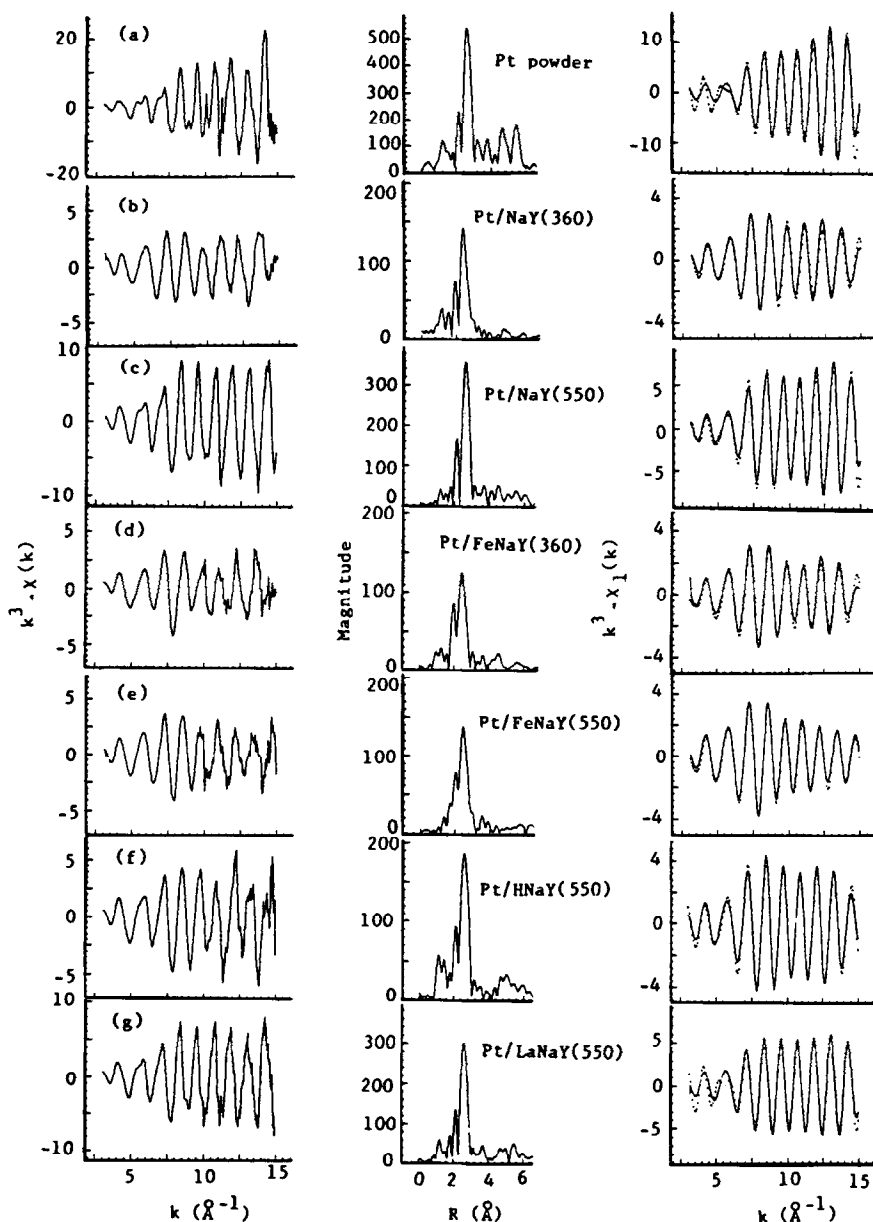 (a)
20
0
-20
500
400
300
200
100
0
Pt powder
10
0
-10
(b)
5
0
-5
200
100
0
Pt/NaY(360)
4
0
-4
(c)
10
0
-10
300
200
100
0
Pt/NaY(550)
5
0
-5
(d)
5
0
-5
200
100
0
Pt/FeNaY(360)
4
0
-4
(e)
5
0
-5
200
100
0
Pt/FeNaY(550)
4
0
-4
(f)
5
0
-5
200
100
0
Pt/HNaY(550)
4
0
-4
(g)
10
0
-10
300
200
100
0
Pt/LaNaY(550)
5
0
-5
k³ · χ(k)
Magnitude
k³ · χ₁(k)
5 10 15
0 2 4 6
5 10 15
k (Å⁻¹)
R (Å)
k (Å⁻¹)